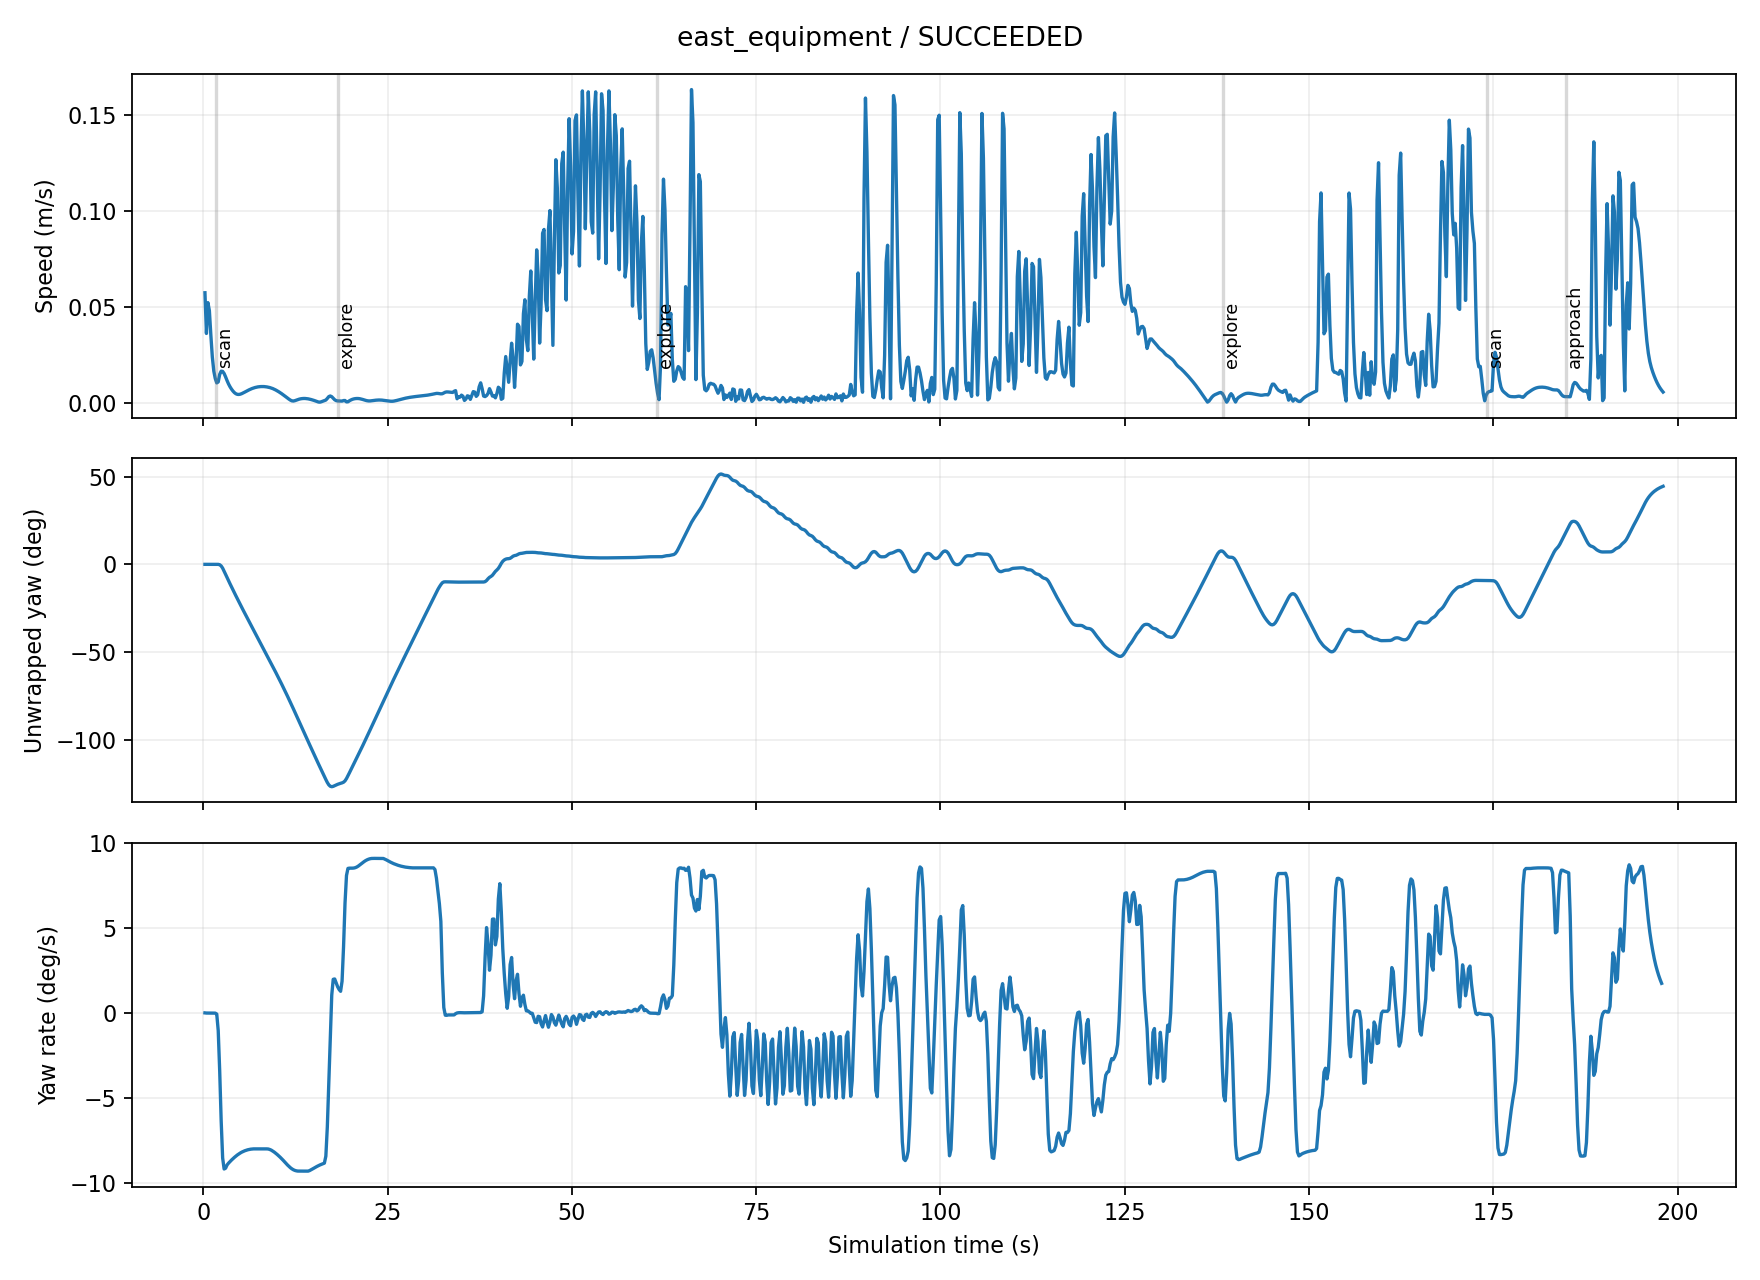 east_equipment / SUCCEEDED
Speed (m/s)
0.15
0.10
0.05
0.00
scan
explore
explore
explore
scan
approach
Unwrapped yaw (deg)
50
0
−50
−100
Yaw rate (deg/s)
10
5
0
−5
−10
0 25 50 75 100 125 150 175 200
Simulation time (s)